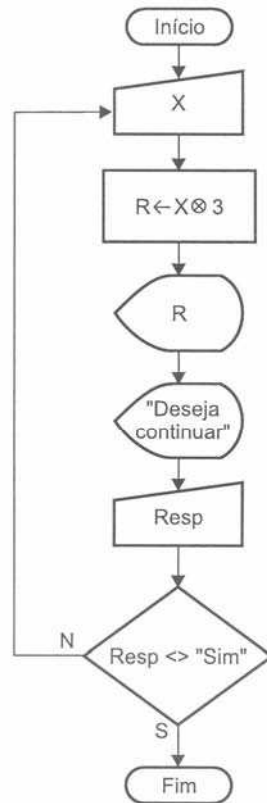 Início
X
R←X⊗3
R
"Deseja
continuar"
Resp
N
Resp <> "Sim"
S
Fim